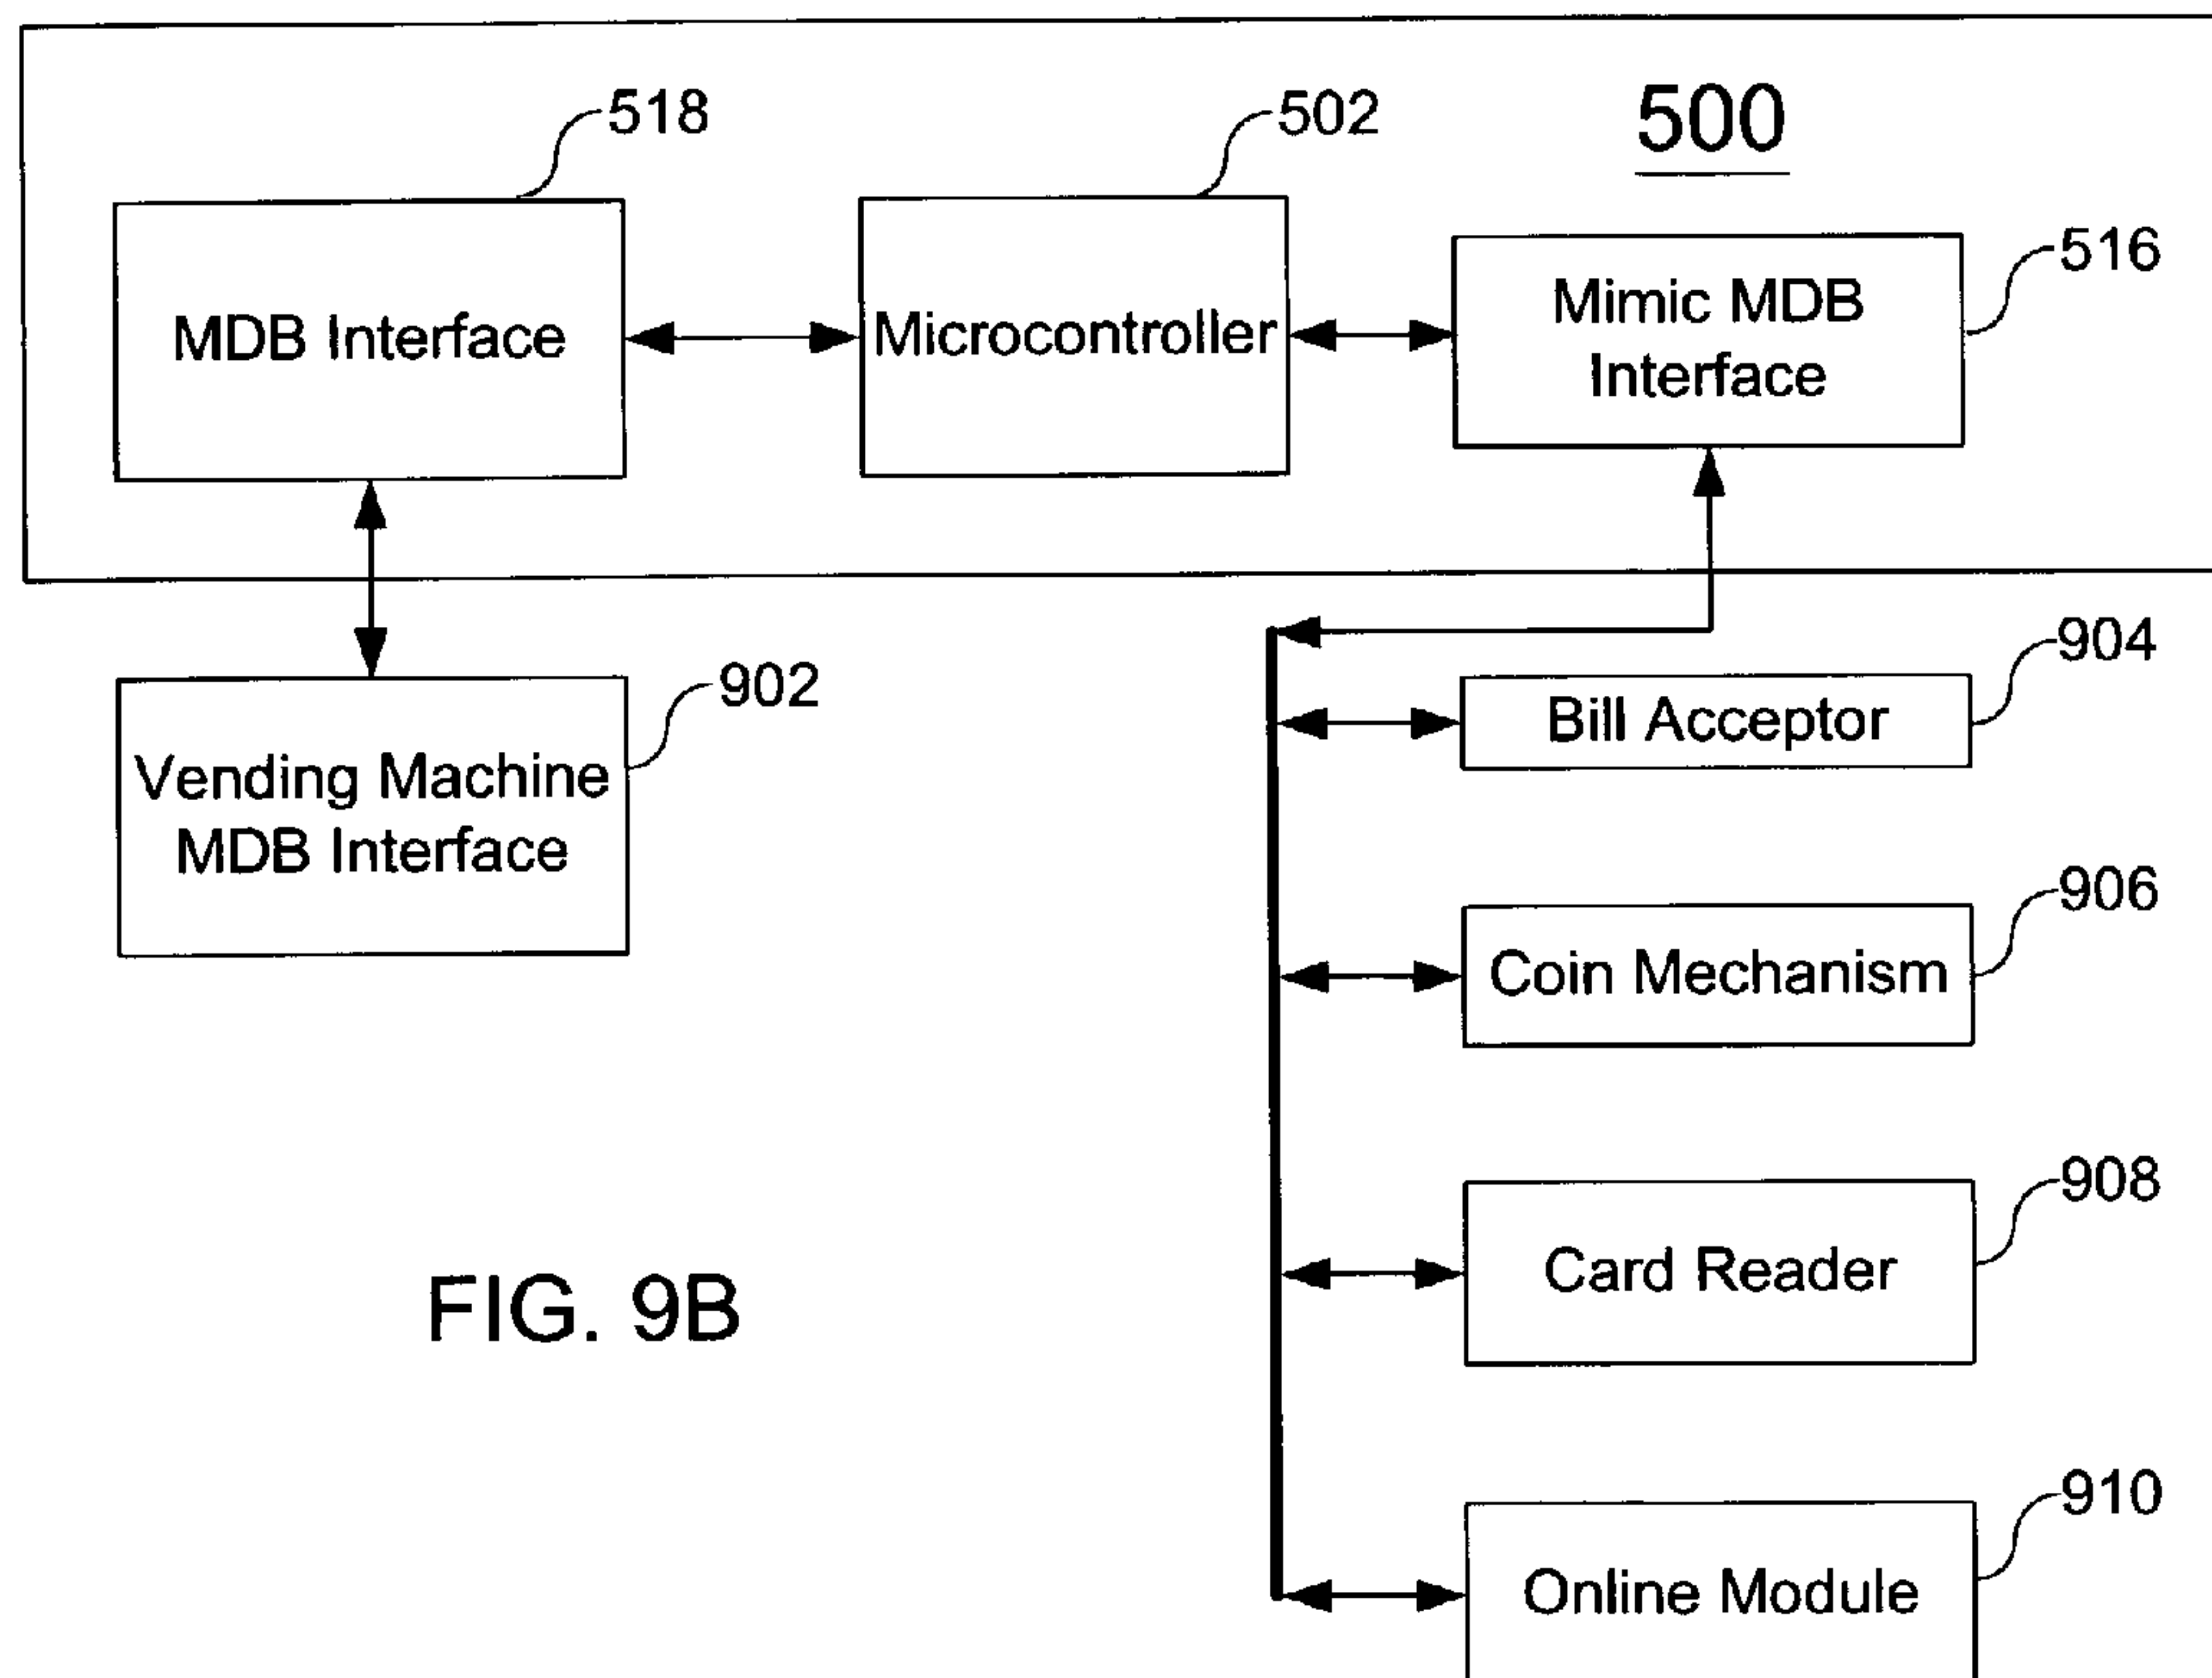 518
502
500
MDB Interface
Microcontroller
Mimic MDB
Interface
516
902
Vending Machine
MDB Interface
904
Bill Acceptor
906
Coin Mechanism
908
Card Reader
FIG. 9B
910
Online Module